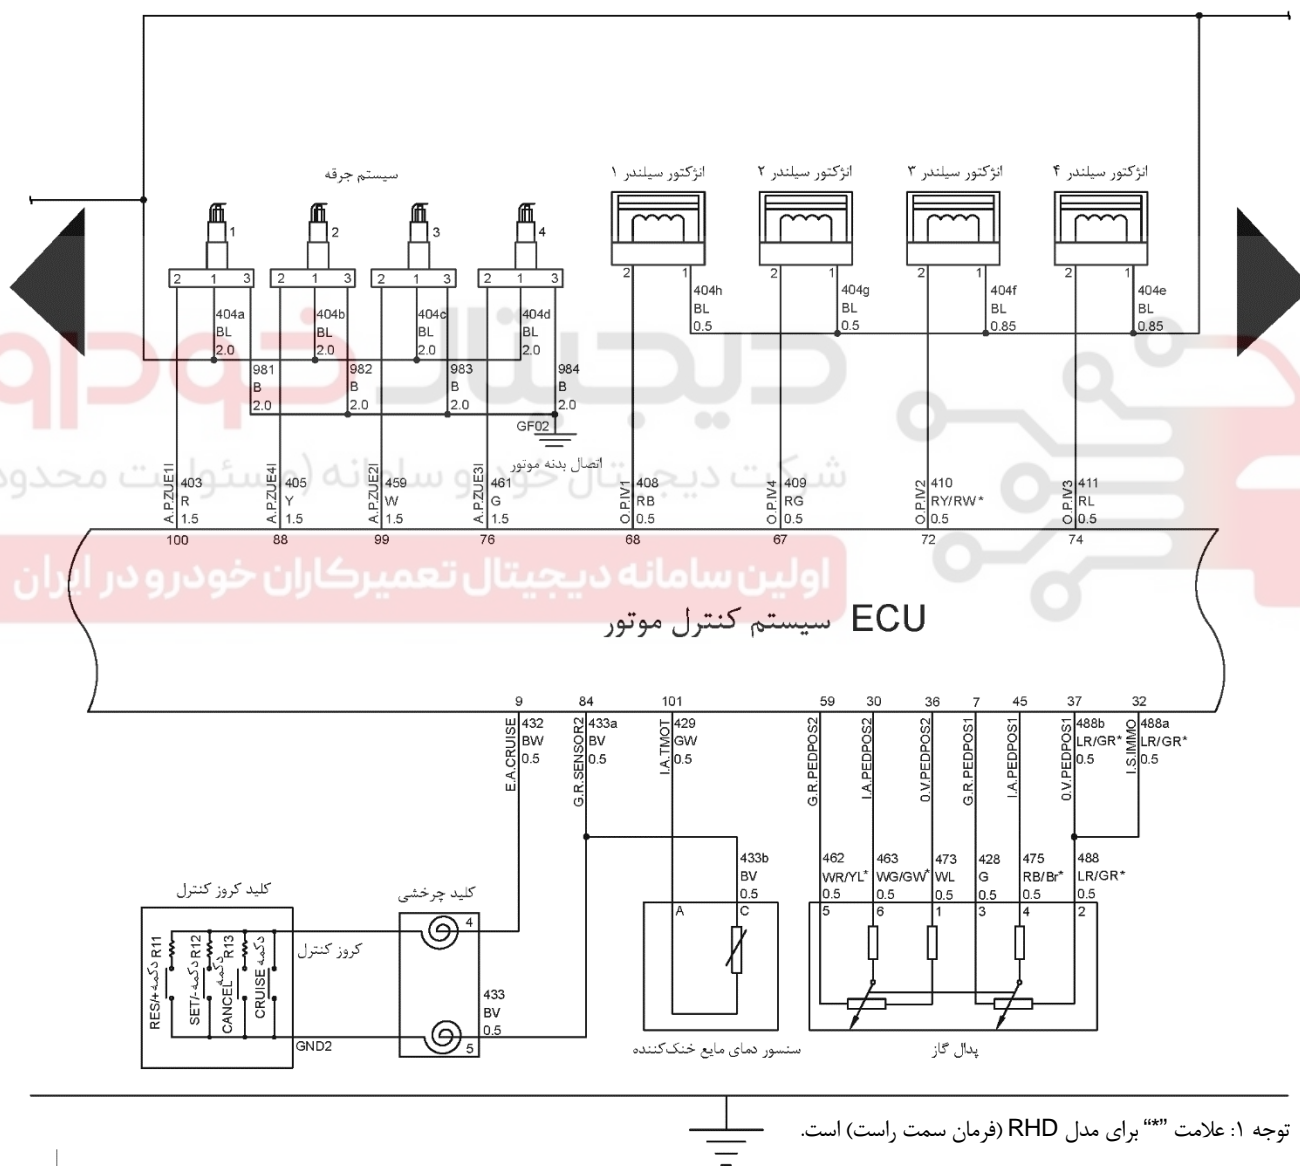 سیستم جرقه
انژکتور سیلندر ۱
انژکتور سیلندر ۲
انژکتور سیلندر ۳
انژکتور سیلندر ۴
1
2
3
4
2 1 3
2 1 3
2 1 3
2 1 3
2 1
2 1
2 1
2 1
404a
BL
2.0
404b
BL
2.0
404c
BL
2.0
404d
BL
2.0
404h
BL
0.5
404g
BL
0.5
404f
BL
0.85
404e
BL
0.85
981
B
2.0
982
B
2.0
983
B
2.0
984
B
2.0
GF02
اتصال بدنه موتور
دیجیتال خودرو
شرکت دیجیتال خودرو سامانه (مسئولیت محدود
اولین سامانه دیجیتال تعمیرکاران خودرو در ایران
A.P.ZUE1I
403
R
1.5
A.P.ZUE4I
405
Y
1.5
A.P.ZUE2I
459
W
1.5
A.P.ZUE3I
461
G
1.5
O.P.IV1
408
RB
0.5
O.P.IV4
409
RG
0.5
O.P.IV2
410
RY/RW*
0.5
O.P.IV3
411
RL
0.5
100 88 99 76 68 67 72 74
سیستم کنترل موتور ECU
9 84 101 59 30 36 7 45 37 32
E.A.CRUISE
432
BW
0.5
G.R.SENSOR2
433a
BV
0.5
I.A.TMOT
429
GW
0.5
G.R.PEDPOS2
I.A.PEDPOS2
0.V.PEDPOS2
G.R.PEDPOS1
I.A.PEDPOS1
0.V.PEDPOS1
488b
LR/GR*
0.5
I.S.IMMO
488a
LR/GR*
0.5
433b
BV
0.5
462
WR/YL*
0.5
463
WG/GW*
0.5
473
WL
0.5
428
G
0.5
475
RB/Br*
0.5
488
LR/GR*
0.5
A C
5 6 1 3 4 2
کلید کروز کنترل
کلید چرخشی
کروز کنترل
R11
دکمه RES/+
R12
دکمه SET/-
R13
دکمه CANCEL
دکمه CRUISE
GND2
4
5
433
BV
0.5
سنسور دمای مایع خنک‌کننده
پدال گاز
توجه ۱: علامت “*” برای مدل RHD (فرمان سمت راست) است.